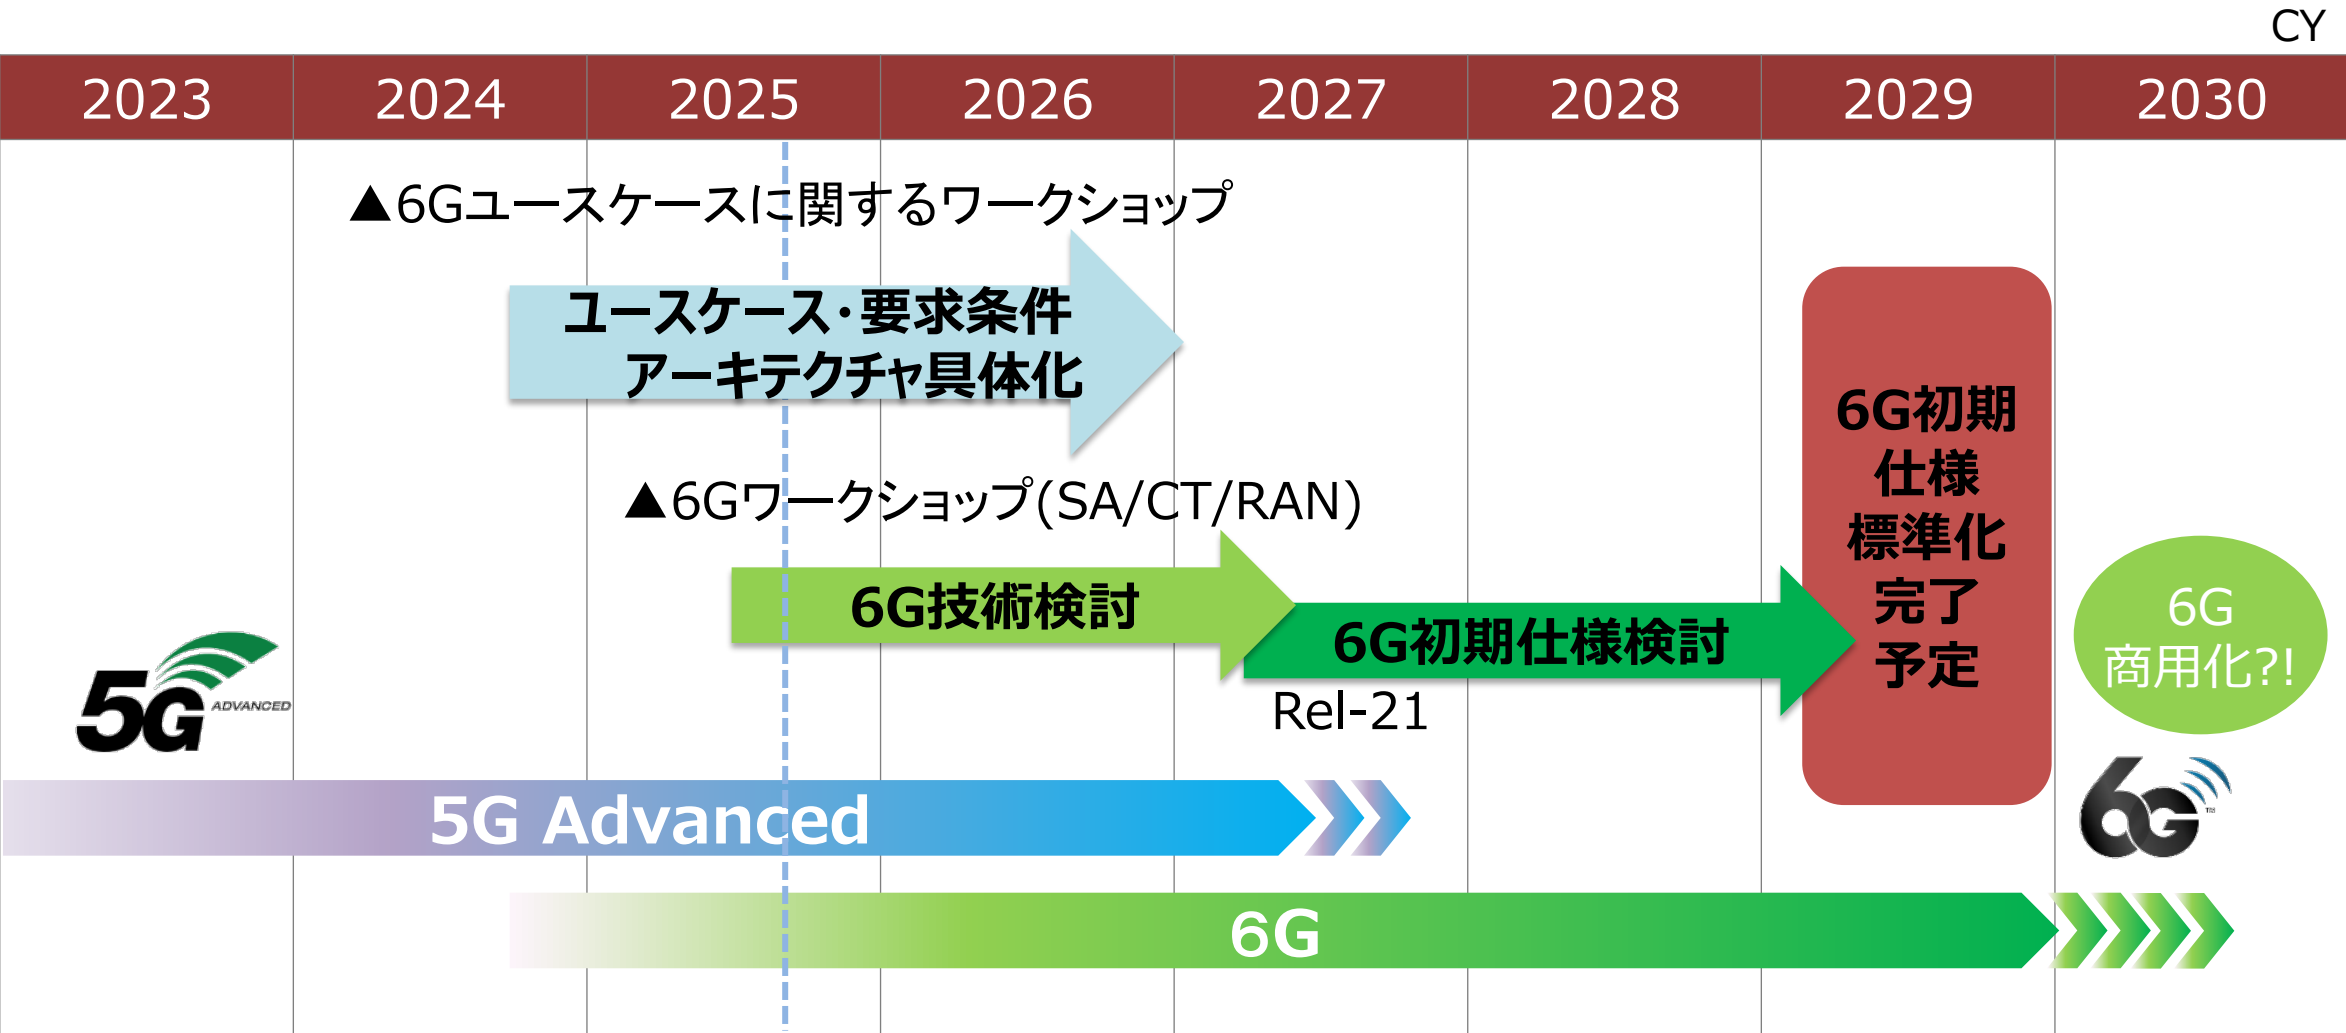 CY
2023 2024 2025 2026 2027 2028 2029 2030
▲6Gユースケースに関するワークショップ
ユースケース・要求条件
アーキテクチャ具体化
▲6Gワークショップ(SA/CT/RAN)
6G技術検討
6G初期仕様検討
Rel-21
6G初期
仕様
標準化
完了
予定
6G
商用化?!
5G ADVANCED
5G Advanced
6G™
6G